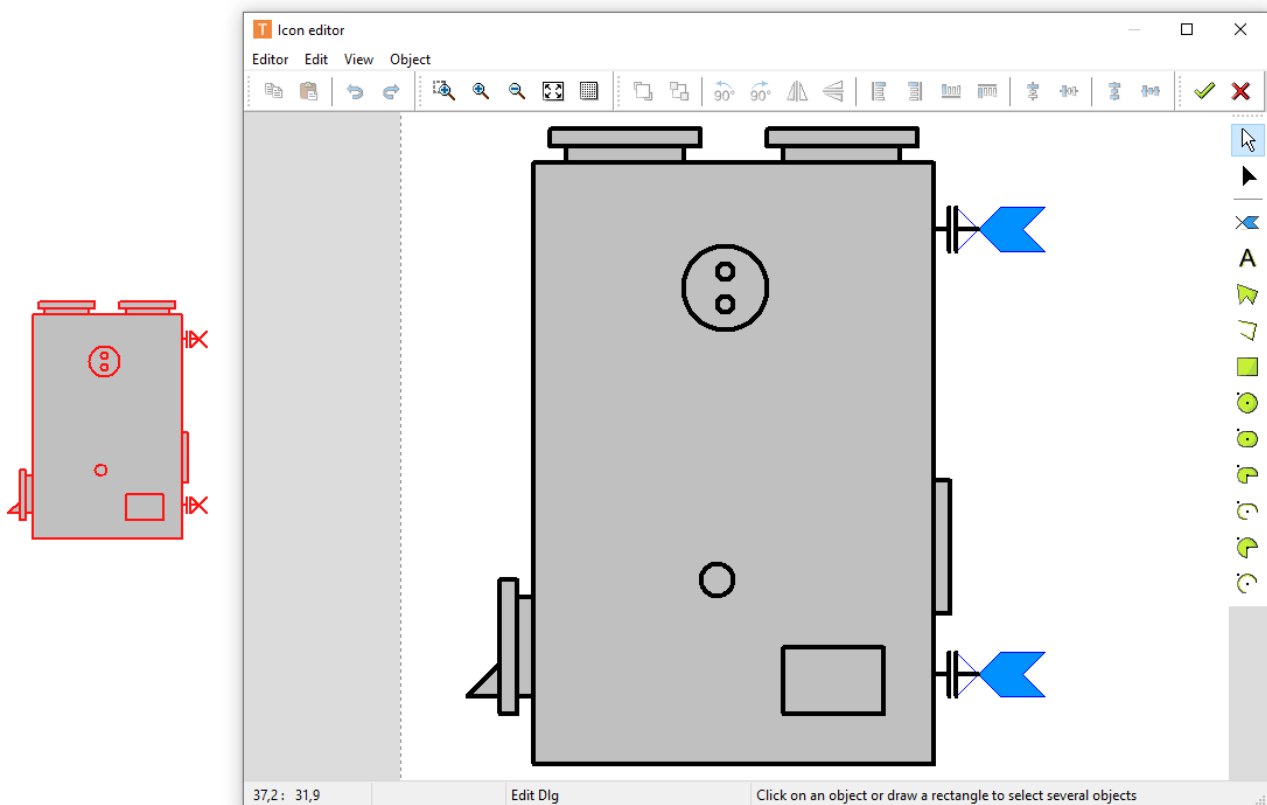 T Icon editor
Editor Edit View Object
90° 90°
A
37,2 : 31,9 Edit Dlg Click on an object or draw a rectangle to select several objects